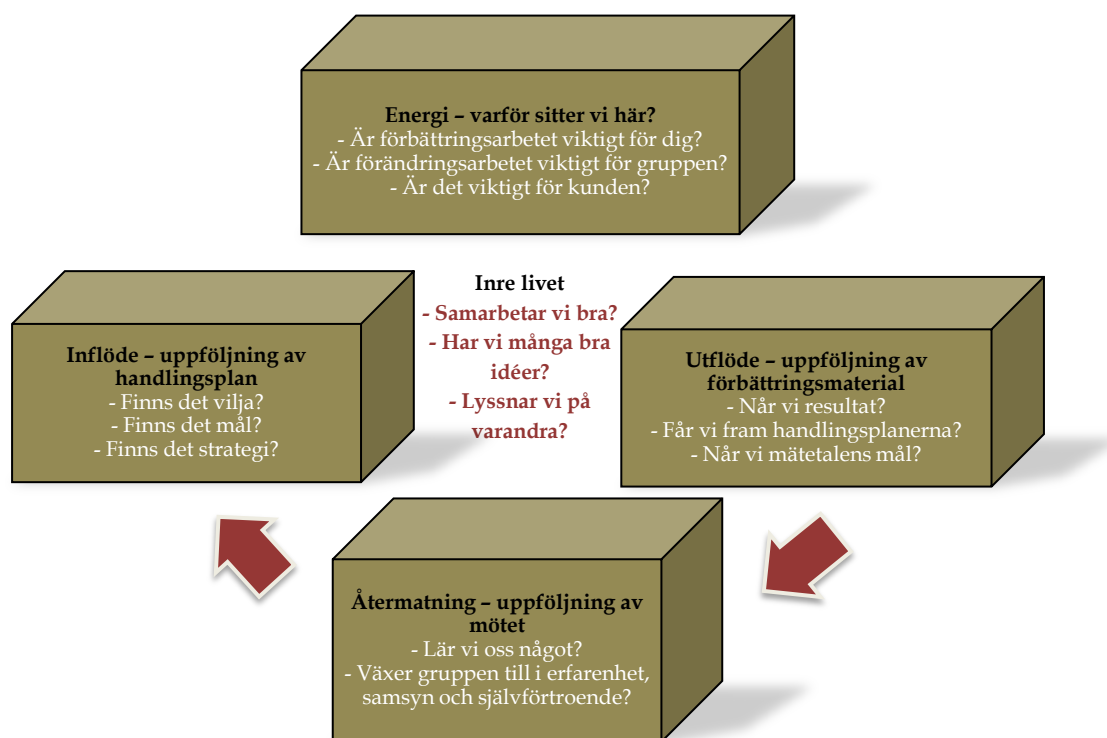 Energi – varför sitter vi här?
- Är förbättringsarbetet viktigt för dig?
- Är förändringsarbetet viktigt för gruppen?
- Är det viktigt för kunden?
Inflöde – uppföljning av
handlingsplan
- Finns det vilja?
- Finns det mål?
- Finns det strategi?
Inre livet
- Samarbetar vi bra?
- Har vi många bra
idéer?
- Lyssnar vi på
varandra?
Utflöde – uppföljning av
förbättringsmaterial
- Når vi resultat?
- Får vi fram handlingsplanerna?
- Når vi mätetalens mål?
Återmatning – uppföljning av
mötet
- Lär vi oss något?
- Växer gruppen till i erfarenhet,
samsyn och självförtroende?